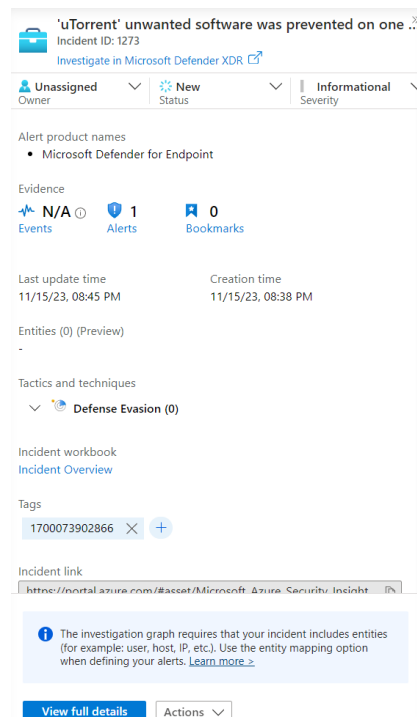 'uTorrent' unwanted software was prevented on one ...
Incident ID: 1273
Investigate in Microsoft Defender XDR
Unassigned
Owner
New
Status
Informational
Severity
Alert product names
• Microsoft Defender for Endpoint
Evidence
N/A
Events
1
Alerts
0
Bookmarks
Last update time
11/15/23, 08:45 PM
Creation time
11/15/23, 08:38 PM
Entities (0) (Preview)
-
Tactics and techniques
Defense Evasion (0)
Incident workbook
Incident Overview
Tags
1700073902866
Incident link
https://portal.azure.com/#asset/Microsoft_Azure_Security_Insight
The investigation graph requires that your incident includes entities
(for example: user, host, IP, etc.). Use the entity mapping option
when defining your alerts. Learn more >
View full details
Actions